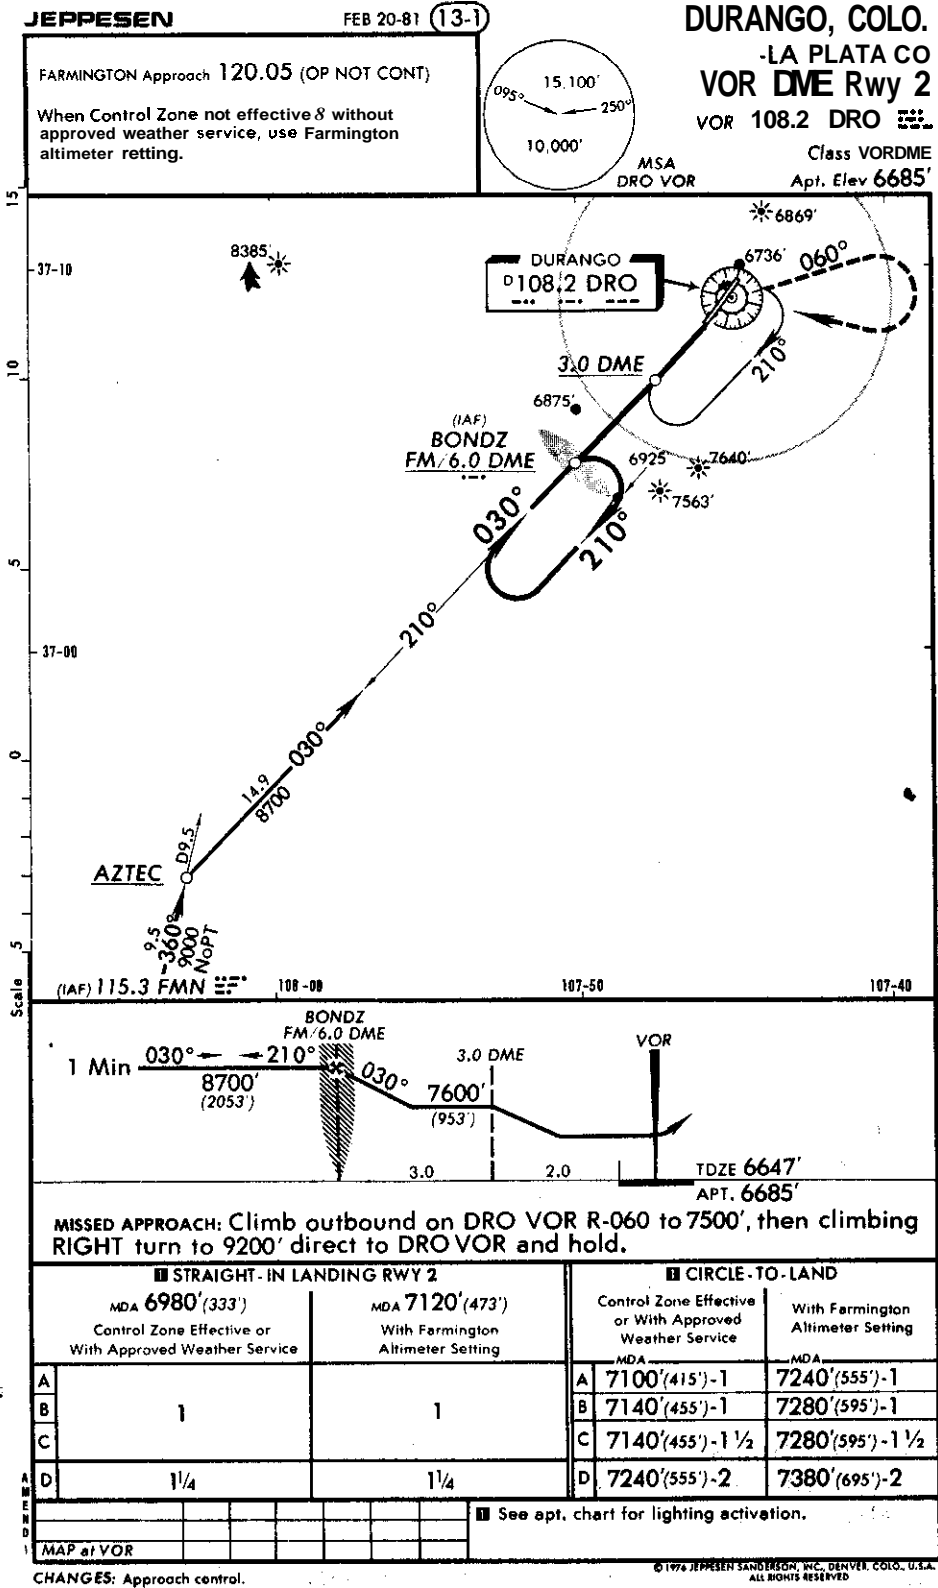 JEPPESEN FEB 20-81 13-1
DURANGO, COLO.
-LA PLATA CO
VOR DME Rwy 2
VOR 108.2 DRO
Class VORDME
Apt. Elev 6685'
FARMINGTON Approach 120.05 (OP NOT CONT)
When Control Zone not effective 8 without
approved weather service, use Farmington
altimeter retting.
095° 15,100' 250°
10,000'
MSA
DRO VOR
15
6869'
8385'
6736'
060°
37-10
DURANGO
D 108.2 DRO
10
3.0 DME
210°
6875'
(IAF)
BONDZ
FM/6.0 DME
6925
7640'
7563'
030°
210°
5
210°
37-00
030°
0
14.9
8700
D9.5
AZTEC
9.5
360°
9000
NoPT
5
(IAF) 115.3 FMN
108-00
107-50
107-40
Scale
BONDZ
FM/6.0 DME
VOR
1 Min 030° 210°
8700'
(2053')
030°
3.0 DME
7600'
(953')
3.0 2.0
TDZE 6647'
APT. 6685'
MISSED APPROACH: Climb outbound on DRO VOR R-060 to 7500', then climbing
RIGHT turn to 9200' direct to DRO VOR and hold.
STRAIGHT-IN LANDING RWY 2
CIRCLE-TO-LAND
MDA 6980'(333')
Control Zone Effective or
With Approved Weather Service
MDA 7120'(473')
With Farmington
Altimeter Setting
Control Zone Effective
or With Approved
Weather Service
With Farmington
Altimeter Setting
MDA MDA
A A 7100'(415')-1 7240'(555')-1
B 1 1 B 7140'(455')-1 7280'(595')-1
C C 7140'(455')-1 ½ 7280'(595')-1 ½
D 1¼ 1¼ D 7240'(555')-2 7380'(695')-2
AMEND
See apt. chart for lighting activation.
MAP at VOR
CHANGES: Approach control.
© 1976 JEPPESEN SANDERSON, INC., DENVER, COLO., U.S.A.
ALL RIGHTS RESERVED